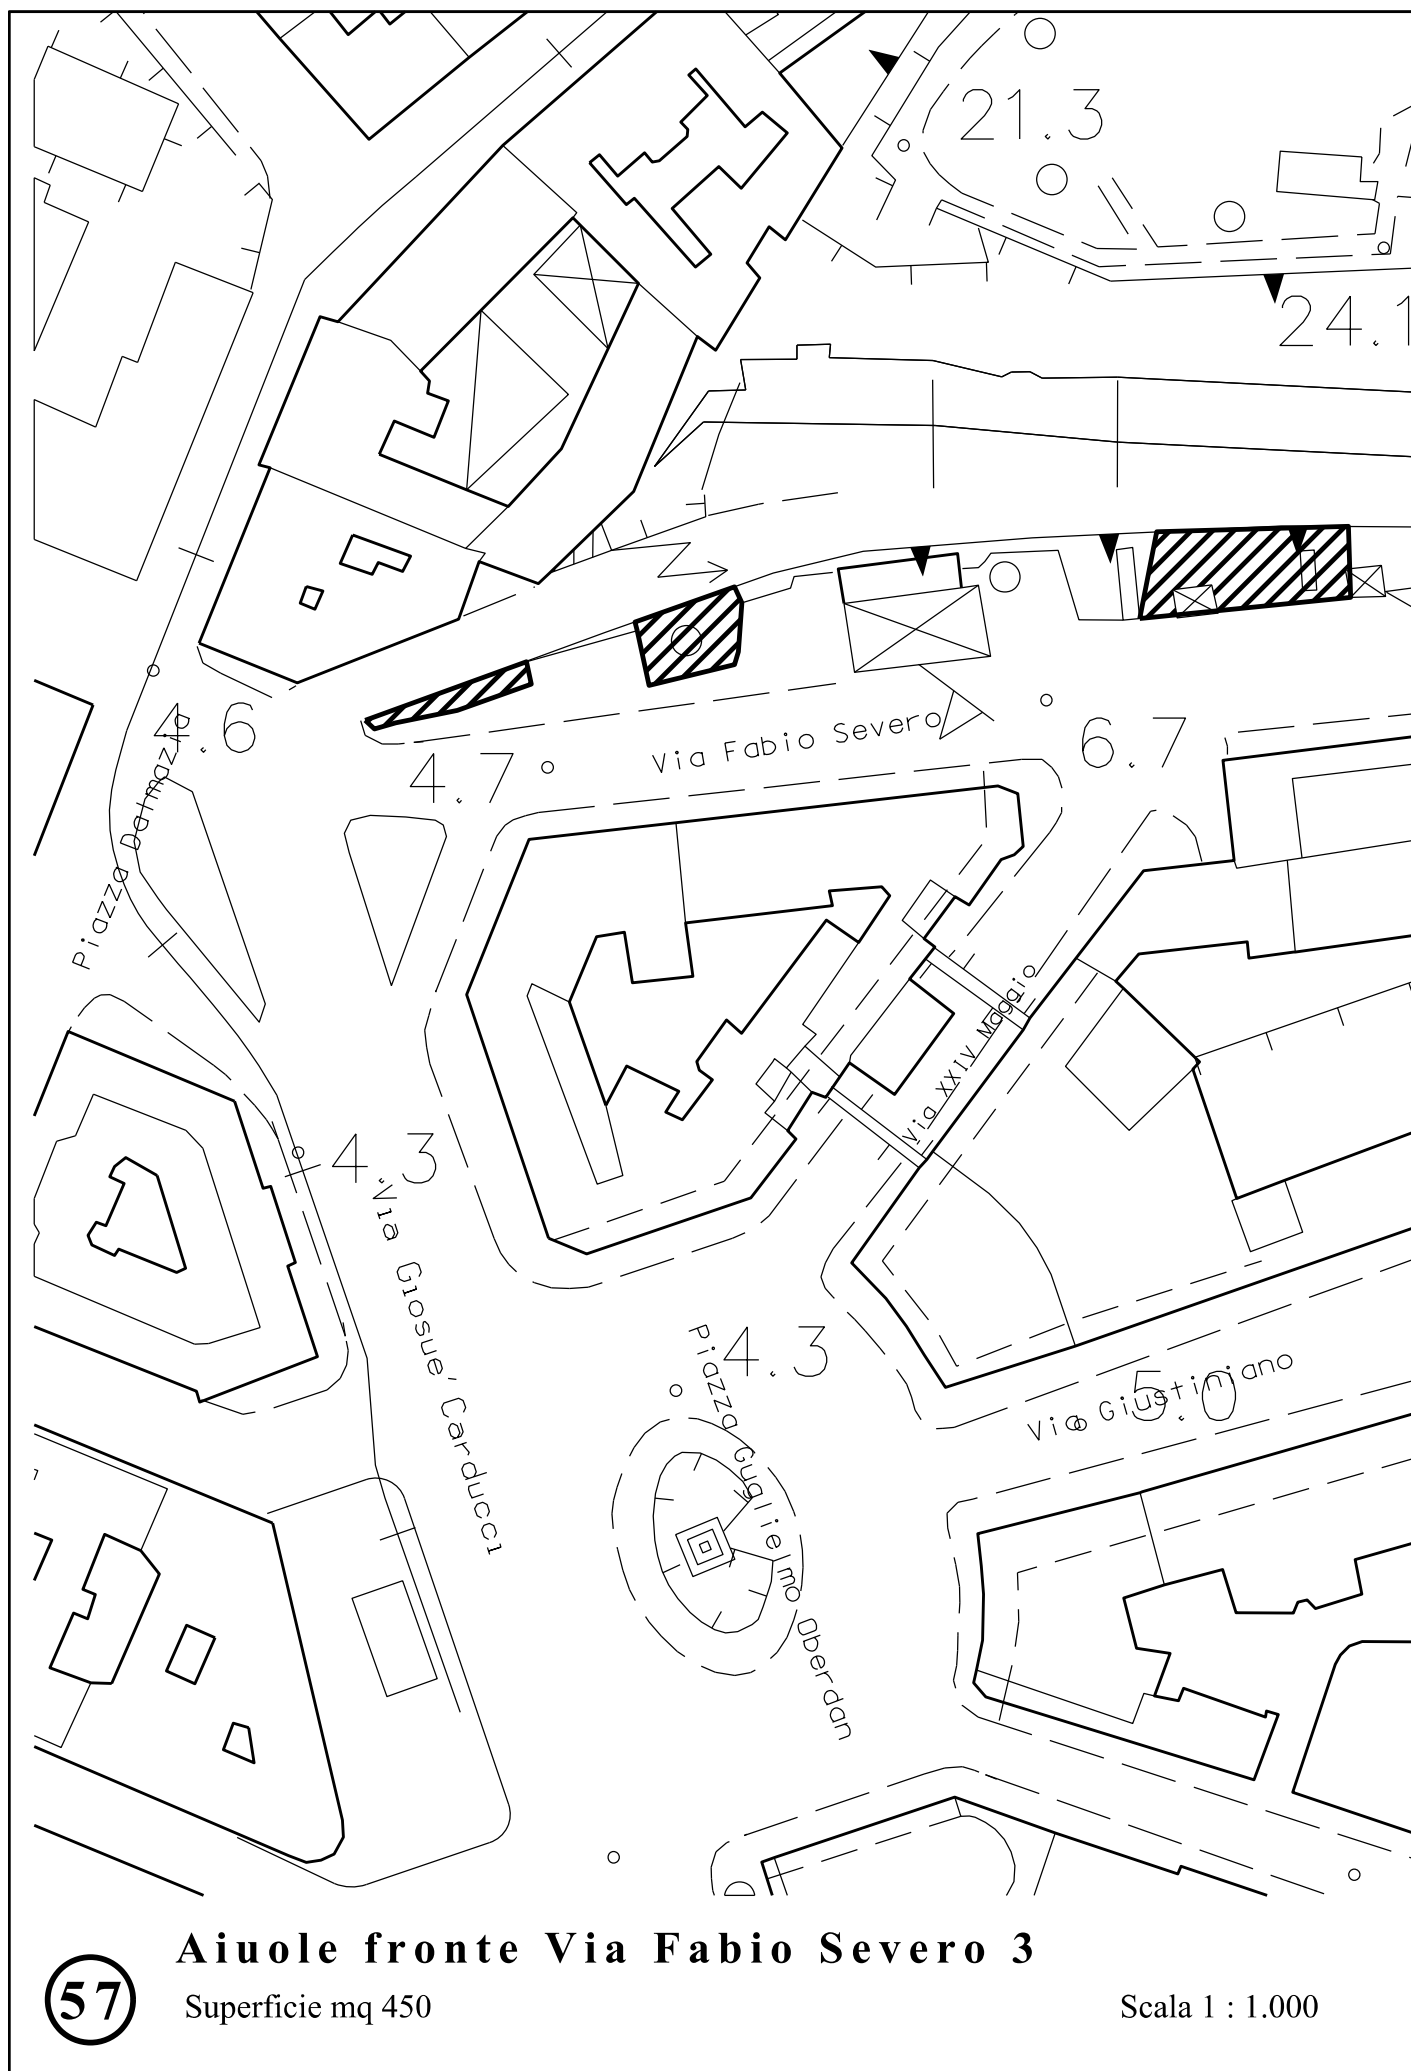 21.3
24.1
4.6
Piazza Dalmazia
4.7
Via Fabio Severo
6.7
Via XXIV Maggio
4.3
Via Giosue' Carducci
Piazza Guglielmo Oberdan
4.3
Via Giustiniano
5.0
Aiuole fronte Via Fabio Severo 3
57
Superficie mq 450
Scala 1 : 1.000